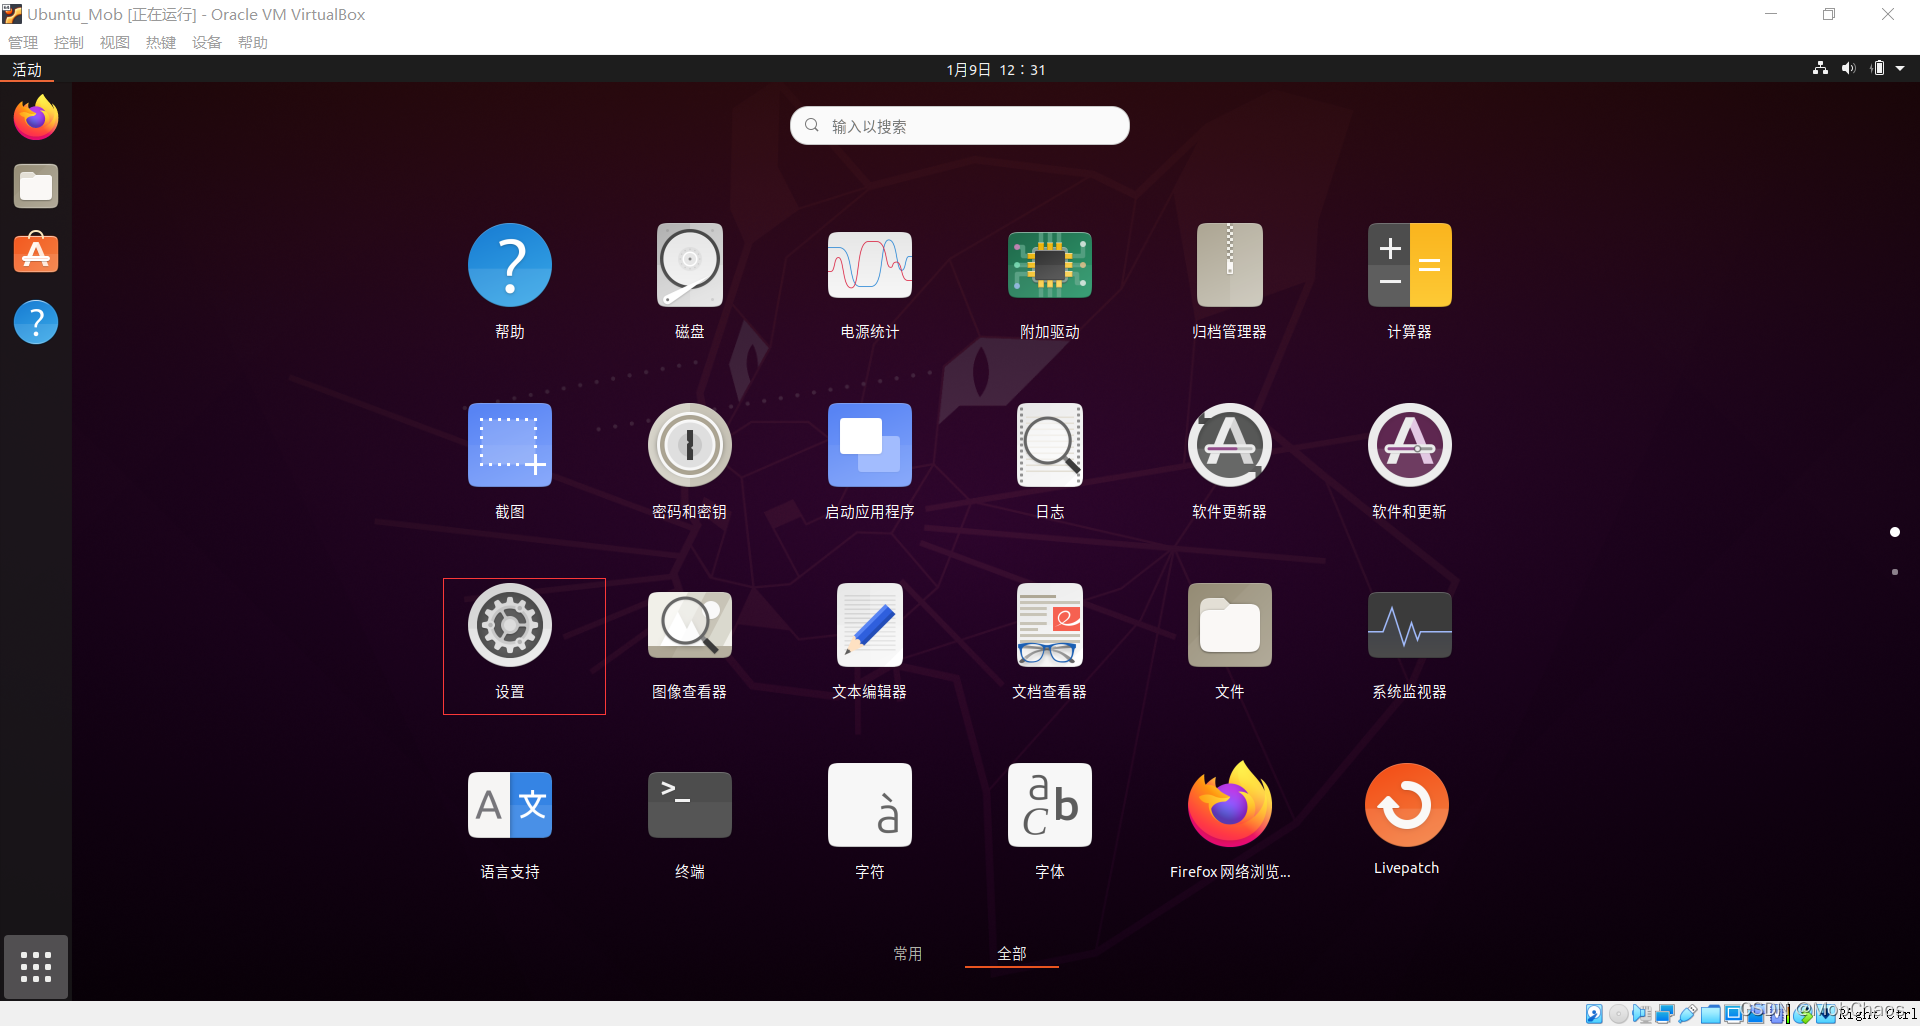 Ubuntu_Mob [正在运行] - Oracle VM VirtualBox
管理 控制 视图 热键 设备 帮助
活动
1月9日 12：31
输入以搜索
帮助 磁盘 电源统计 附加驱动 归档管理器 计算器
截图 密码和密钥 启动应用程序 日志 软件更新器 软件和更新
设置 图像查看器 文本编辑器 文档查看器 文件 系统监视器
语言支持 终端 字符 字体 Firefox 网络浏览... Livepatch
常用 全部
CSDN @MobChaos
Right Ctrl